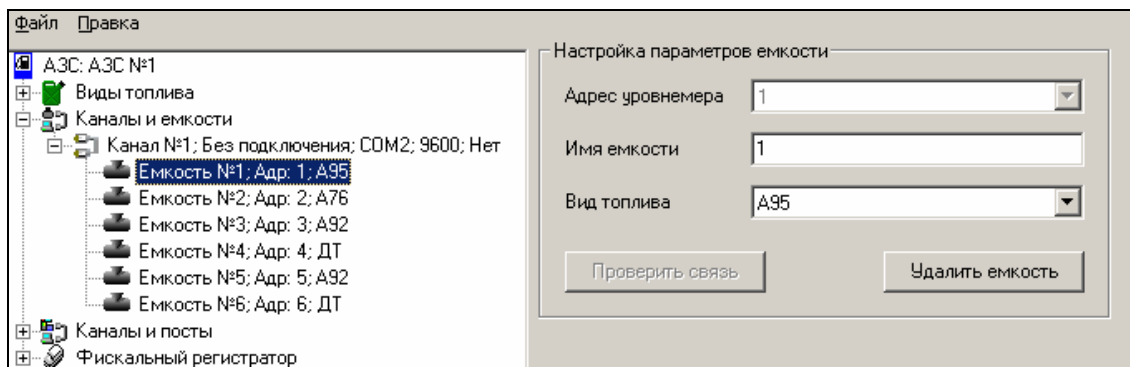 Файл Правка
АЗС: АЗС №1
Виды топлива
Каналы и емкости
Канал №1; Без подключения; COM2; 9600; Нет
Емкость №1; Адр: 1; А95
Емкость №2; Адр: 2; А76
Емкость №3; Адр: 3; А92
Емкость №4; Адр: 4; ДТ
Емкость №5; Адр: 5; А92
Емкость №6; Адр: 6; ДТ
Каналы и посты
Фискальный регистратор
Настройка параметров емкости
Адрес уровнемера 1
Имя емкости 1
Вид топлива А95
Проверить связь Удалить емкость